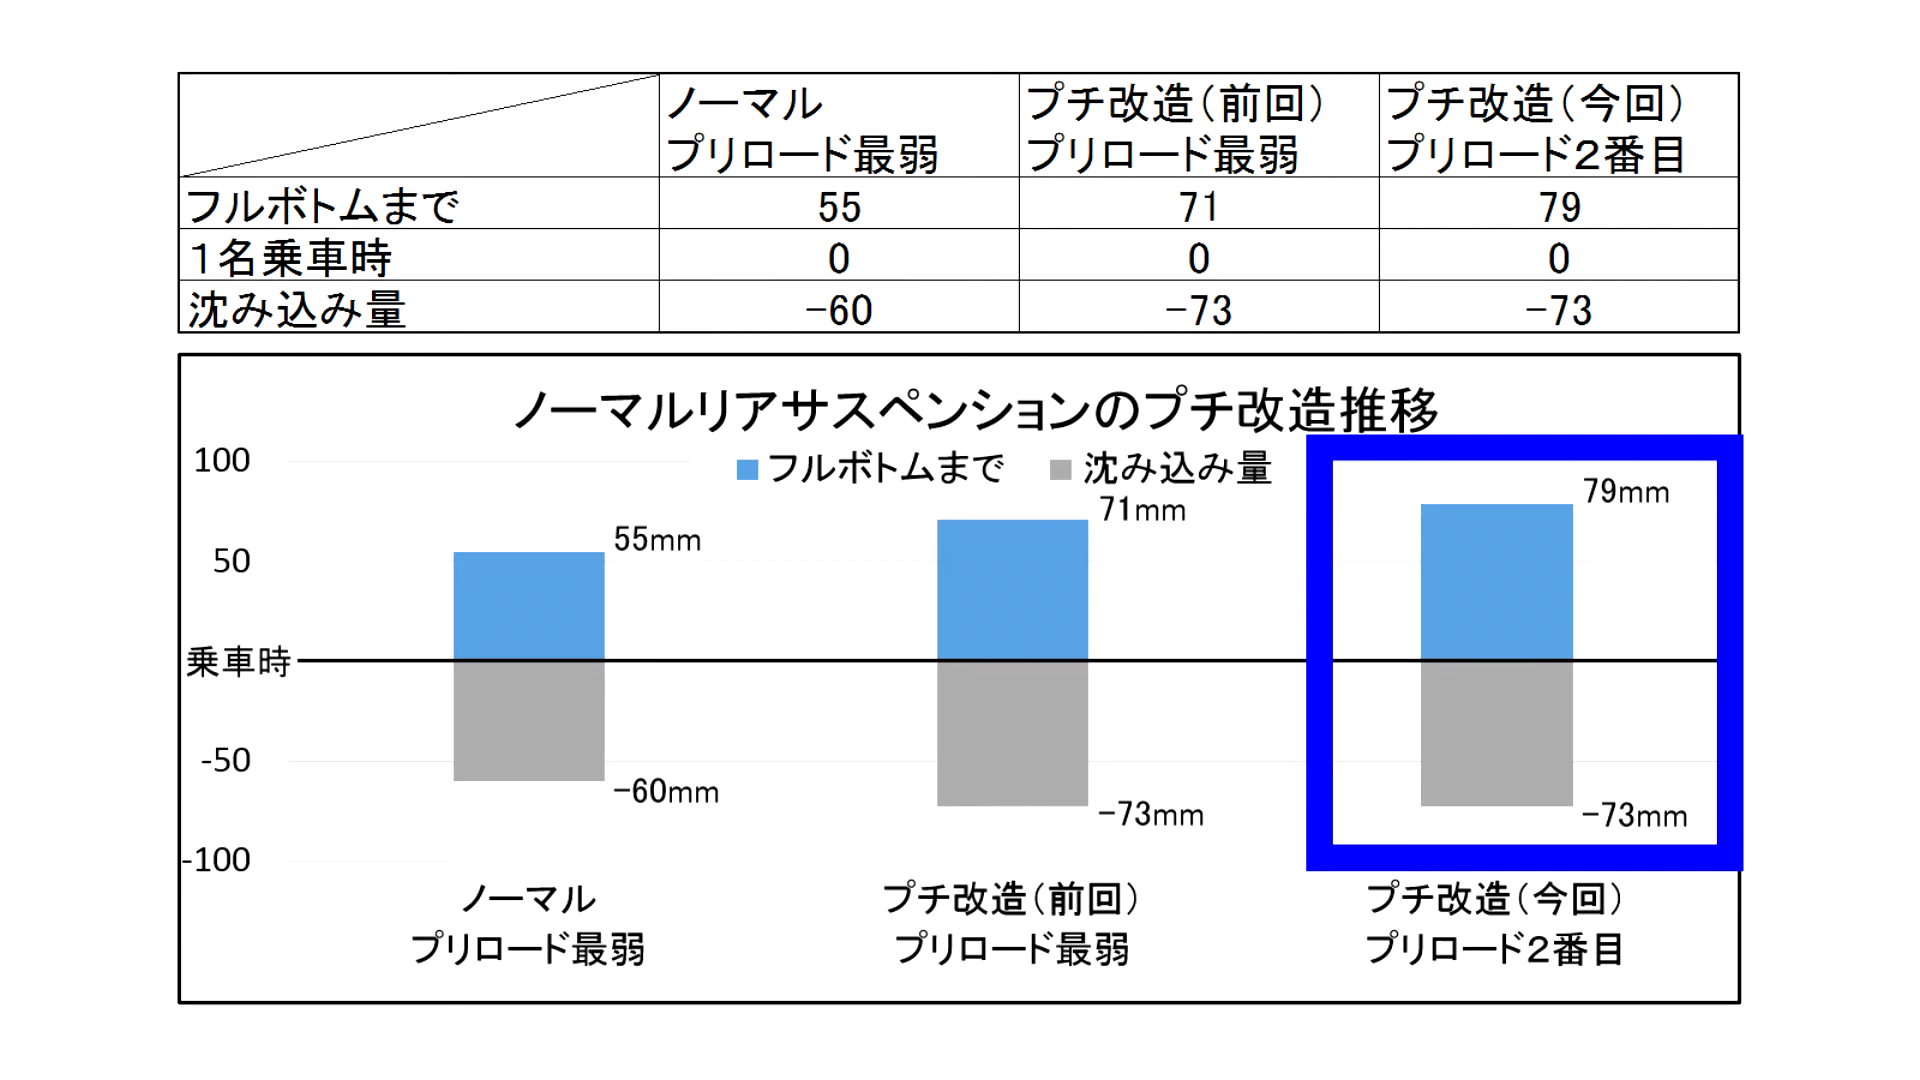 ノーマル
プリロード最弱
プチ改造（前回）
プリロード最弱
プチ改造（今回）
プリロード２番目
フルボトムまで 55 71 79
１名乗車時 0 0 0
沈み込み量 -60 -73 -73
ノーマルリアサスペンションのプチ改造推移
フルボトムまで 沈み込み量
100
50
乗車時
-50
-100
55mm
-60mm
71mm
-73mm
79mm
-73mm
ノーマル
プリロード最弱
プチ改造（前回）
プリロード最弱
プチ改造（今回）
プリロード２番目